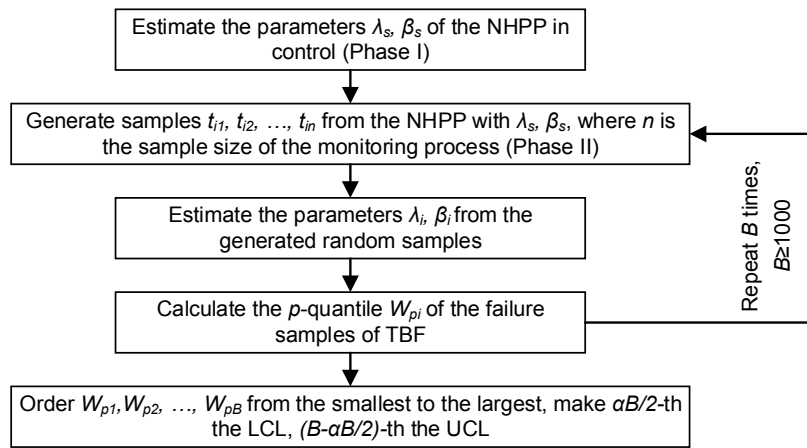 Estimate the parameters λs, βs of the NHPP in
control (Phase I)
Generate samples ti1, ti2, …, tin from the NHPP with λs, βs, where n is
the sample size of the monitoring process (Phase II)
Estimate the parameters λi, βi from the
generated random samples
Calculate the p-quantile Wpi of the failure
samples of TBF
Repeat B times,
B≥1000
Order Wp1,Wp2, …, WpB from the smallest to the largest, make αB/2-th
the LCL, (B-αB/2)-th the UCL